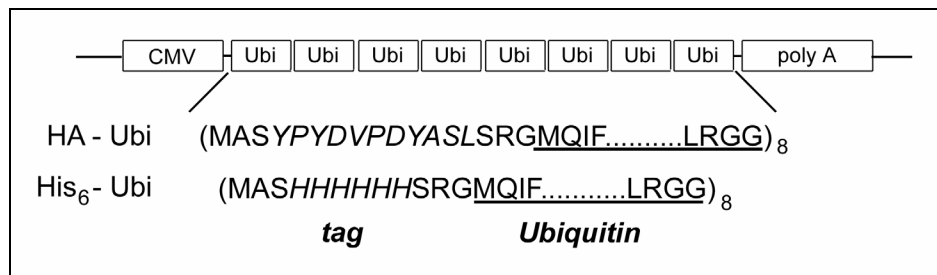 CMV Ubi Ubi Ubi Ubi Ubi Ubi Ubi Ubi poly A
HA - Ubi (MASYPYDVPDYASLSRGMQIF..........LRGG)8
His6- Ubi (MASHHHHHHSRGMQIF...........LRGG)8
tag Ubiquitin